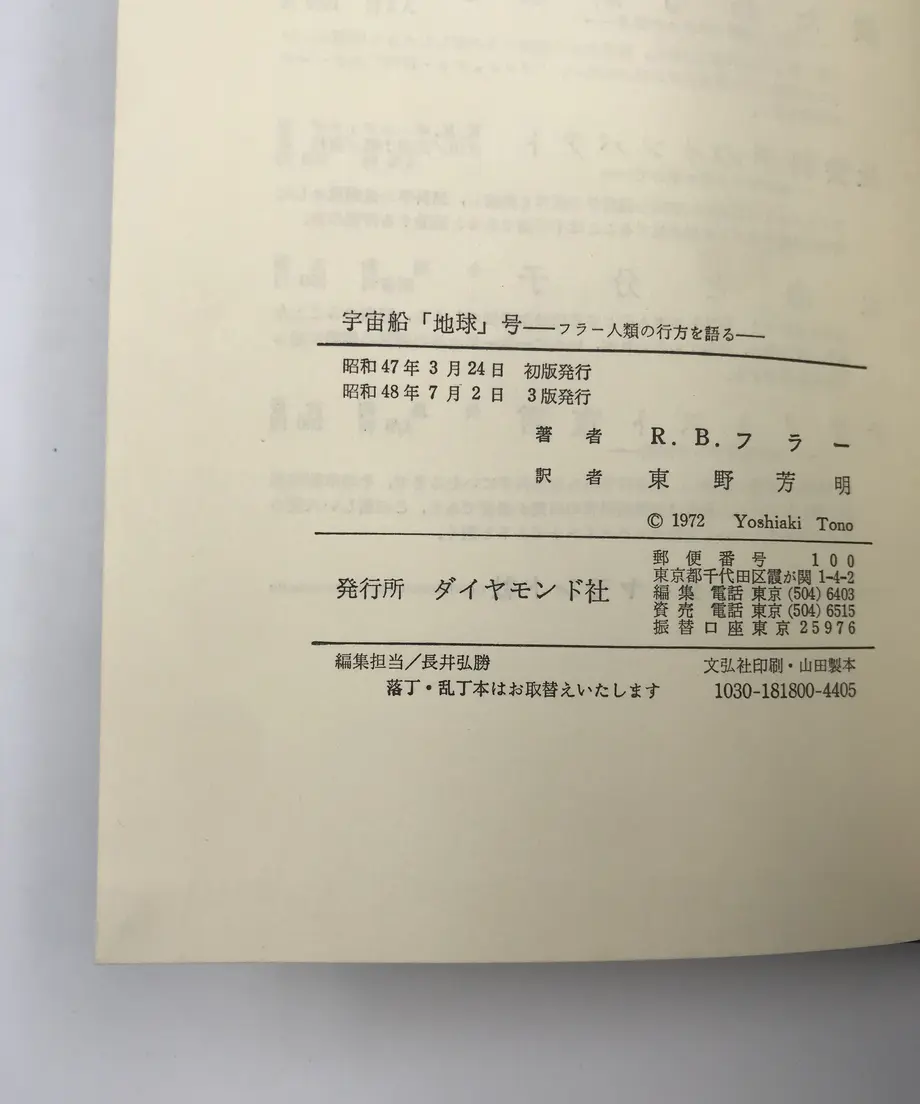 宇宙船「地球」号──フラー人類の行方を語る──
昭和47年3月24日 初版発行
昭和48年7月2日 3版発行
著者 R.B.フラー
訳者 東野芳明
© 1972 Yoshiaki Tono
発行所 ダイヤモンド社
郵便番号 100
東京都千代田区霞が関 1-4-2
編集 電話 東京 (504) 6403
資売 電話 東京 (504) 6515
振替口座東京 25976
編集担当/長井弘勝
文弘社印刷・山田製本
落丁・乱丁本はお取替えいたします
1030-181800-4405